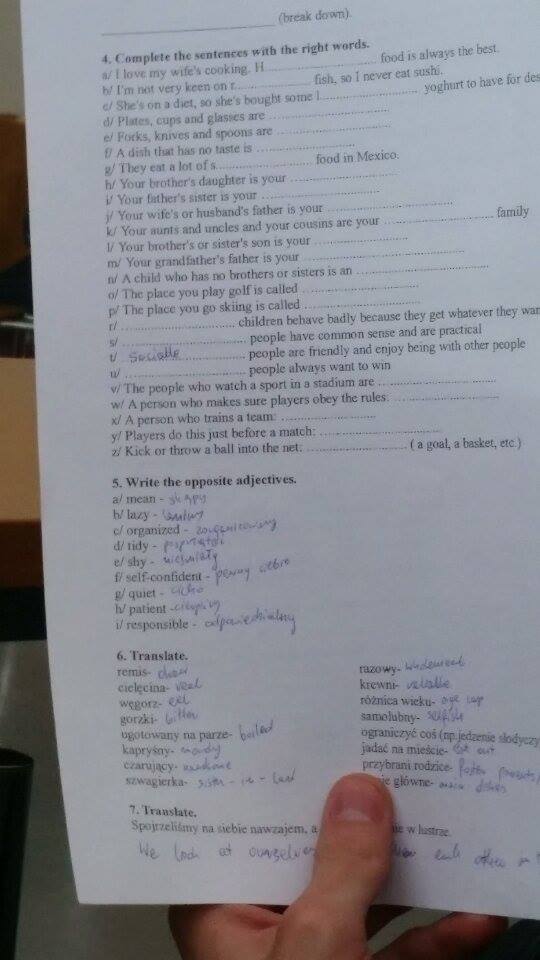 (break down).
4. Complete the sentences with the right words.
a/ I love my wife's cooking. H.................... food is always the best.
b/ I'm not very keen on r.................... fish, so I never eat sushi.
c/ She's on a diet, so she's bought some l.................... yoghurt to have for des
d/ Plates, cups and glasses are ....................
e/ Forks, knives and spoons are ....................
f/ A dish that has no taste is ....................
g/ They eat a lot of s.................... food in Mexico.
h/ Your brother's daughter is your ....................
i/ Your father's sister is your ....................
j/ Your wife's or husband's father is your ....................
k/ Your aunts and uncles and your cousins are your .................... family
l/ Your brother's or sister's son is your ....................
m/ Your grandfather's father is your ....................
n/ A child who has no brothers or sisters is an ....................
o/ The place you play golf is called ....................
p/ The place you go skiing is called ....................
r/ .................... children behave badly because they get whatever they wan
s/ .................... people have common sense and are practical
t/ .................... people are friendly and enjoy being with other people
u/ .................... people always want to win
v/ The people who watch a sport in a stadium are ....................
w/ A person who makes sure players obey the rules: ....................
x/ A person who trains a team: ....................
y/ Players do this just before a match: ....................
z/ Kick or throw a ball into the net: .................... ( a goal, a basket, etc.)
5. Write the opposite adjectives.
a/ mean - skąpy
b/ lazy - leniwy
c/ organized - zorganizowany
d/ tidy -
e/ shy - nieśmiały
f/ self-confident - pewny siebie
g/ quiet - cicho
h/ patient - cierpliwy
i/ responsible - odpowiedzialny
6. Translate.
remis- draw
cielęcina- veal
węgorz- eel
gorzki- bitter
ugotowany na parze- boiled
kapryśny- moody
czarujący-
szwagierka- sister - in - law
razowy-
krewni-
różnica wieku- age gap
samolubny- selfish
ograniczyć coś (np.jedzenie słodyczy
jadać na mieście- eat out
przybrani rodzice- parents
ie główne- dishes
7. Translate.
Spojrzeliśmy na siebie nawzajem, a ie w lustrze.
We look at each other